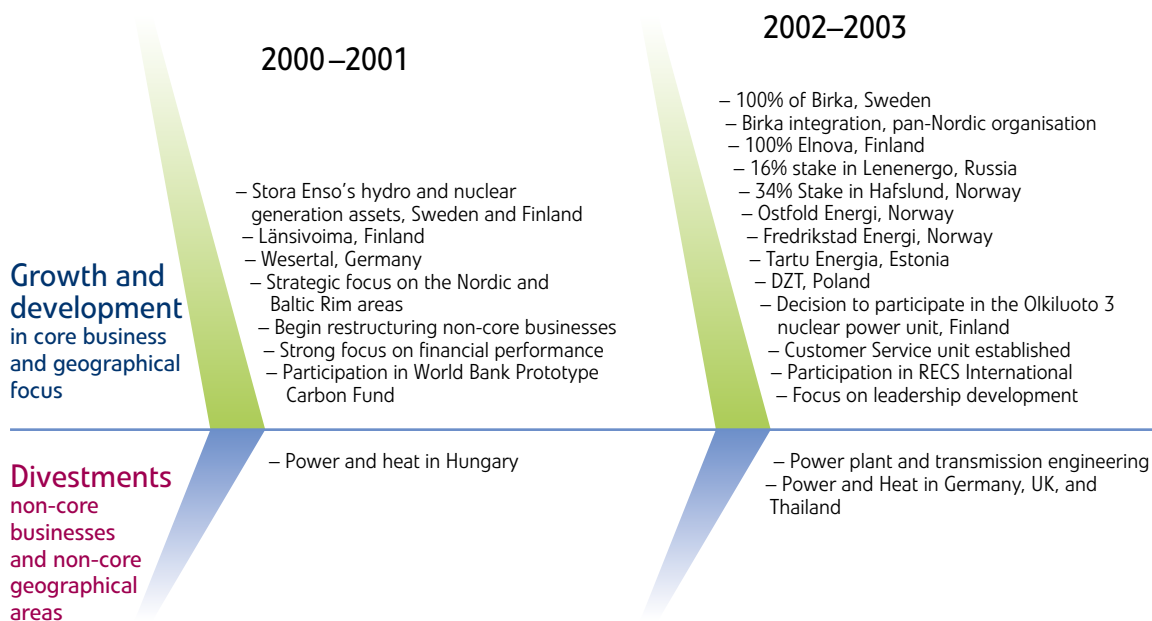 2000–2001
2002–2003
Growth and
development
in core business
and geographical
focus
– Stora Enso’s hydro and nuclear
generation assets, Sweden and Finland
– Länsivoima, Finland
– Wesertal, Germany
– Strategic focus on the Nordic and
Baltic Rim areas
– Begin restructuring non-core businesses
– Strong focus on financial performance
– Participation in World Bank Prototype
Carbon Fund
– 100% of Birka, Sweden
– Birka integration, pan-Nordic organisation
– 100% Elnova, Finland
– 16% stake in Lenenergo, Russia
– 34% Stake in Hafslund, Norway
– Ostfold Energi, Norway
– Fredrikstad Energi, Norway
– Tartu Energia, Estonia
– DZT, Poland
– Decision to participate in the Olkiluoto 3
nuclear power unit, Finland
– Customer Service unit established
– Participation in RECS International
– Focus on leadership development
Divestments
non-core
businesses
and non-core
geographical
areas
– Power and heat in Hungary
– Power plant and transmission engineering
– Power and Heat in Germany, UK, and
Thailand